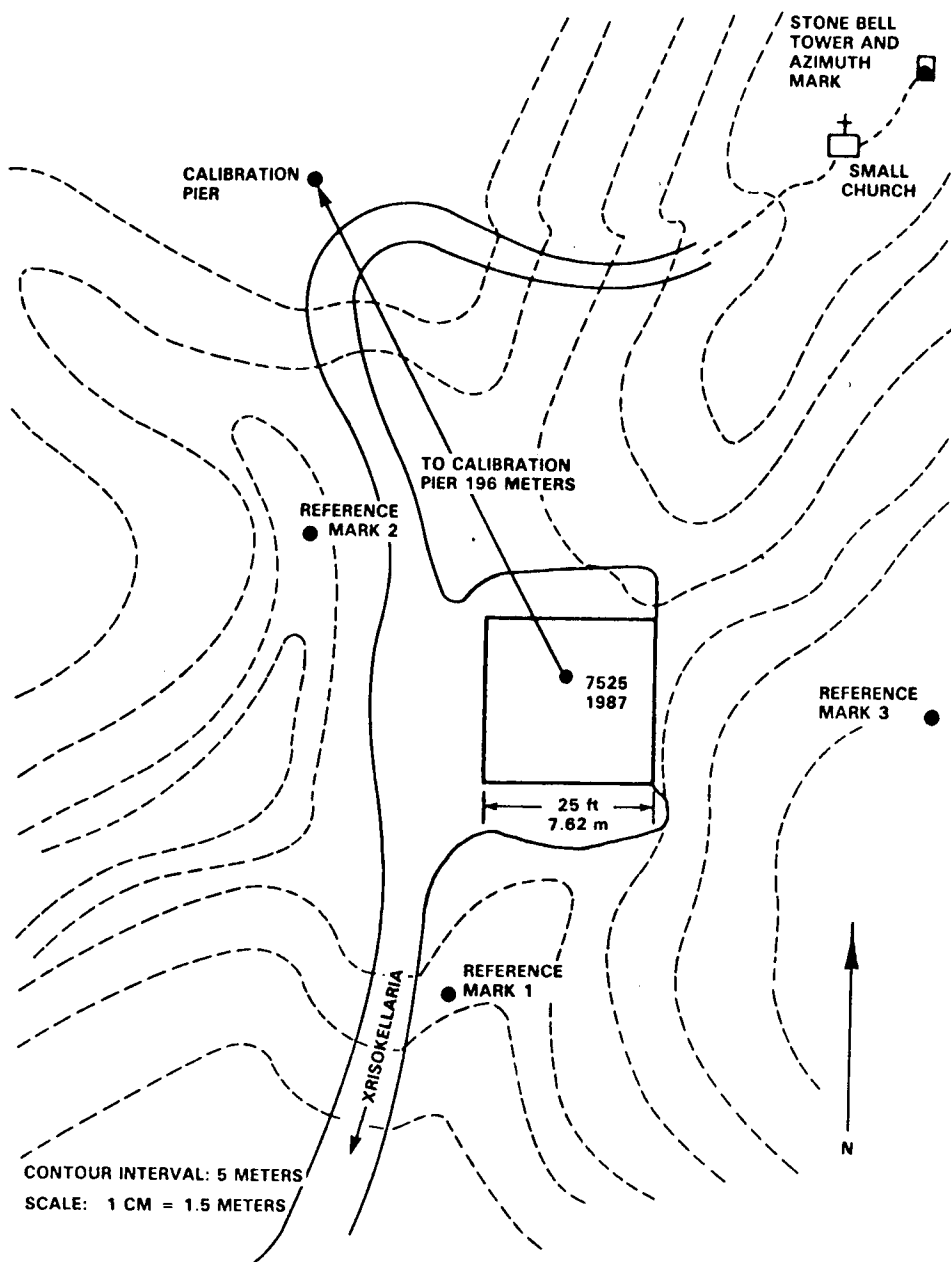 STONE BELL
TOWER AND
AZIMUTH
MARK
CALIBRATION
PIER
SMALL
CHURCH
TO CALIBRATION
PIER 196 METERS
REFERENCE
MARK 2
7525
1987
REFERENCE
MARK 3
25 ft
7.62 m
REFERENCE
MARK 1
XRISOKELLARIA
N
CONTOUR INTERVAL: 5 METERS
SCALE: 1 CM = 1.5 METERS